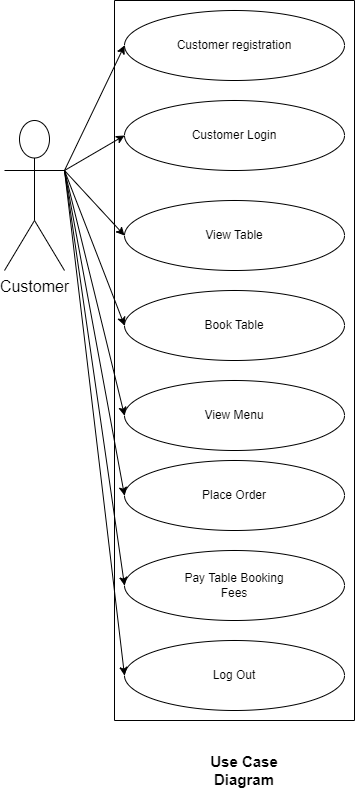 Customer registration
Customer Login
View Table
Customer
Book Table
View Menu
Place Order
Pay Table Booking
Fees
Log Out
Use Case
Diagram